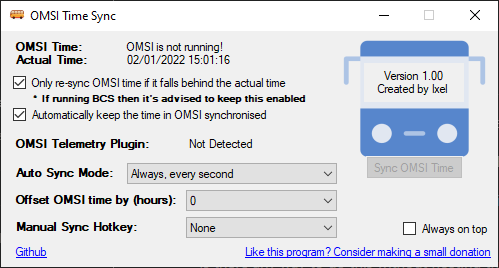 OMSI Time Sync
OMSI Time: OMSI is not running!
Actual Time: 02/01/2022 15:01:16
Only re-sync OMSI time if it falls behind the actual time
* If running BCS then it's advised to keep this enabled
Automatically keep the time in OMSI synchronised
Version 1.00
Created by Ixel
Sync OMSI Time
OMSI Telemetry Plugin: Not Detected
Auto Sync Mode: Always, every second
Offset OMSI time by (hours): 0
Manual Sync Hotkey: None
Always on top
Github
Like this program? Consider making a small donation